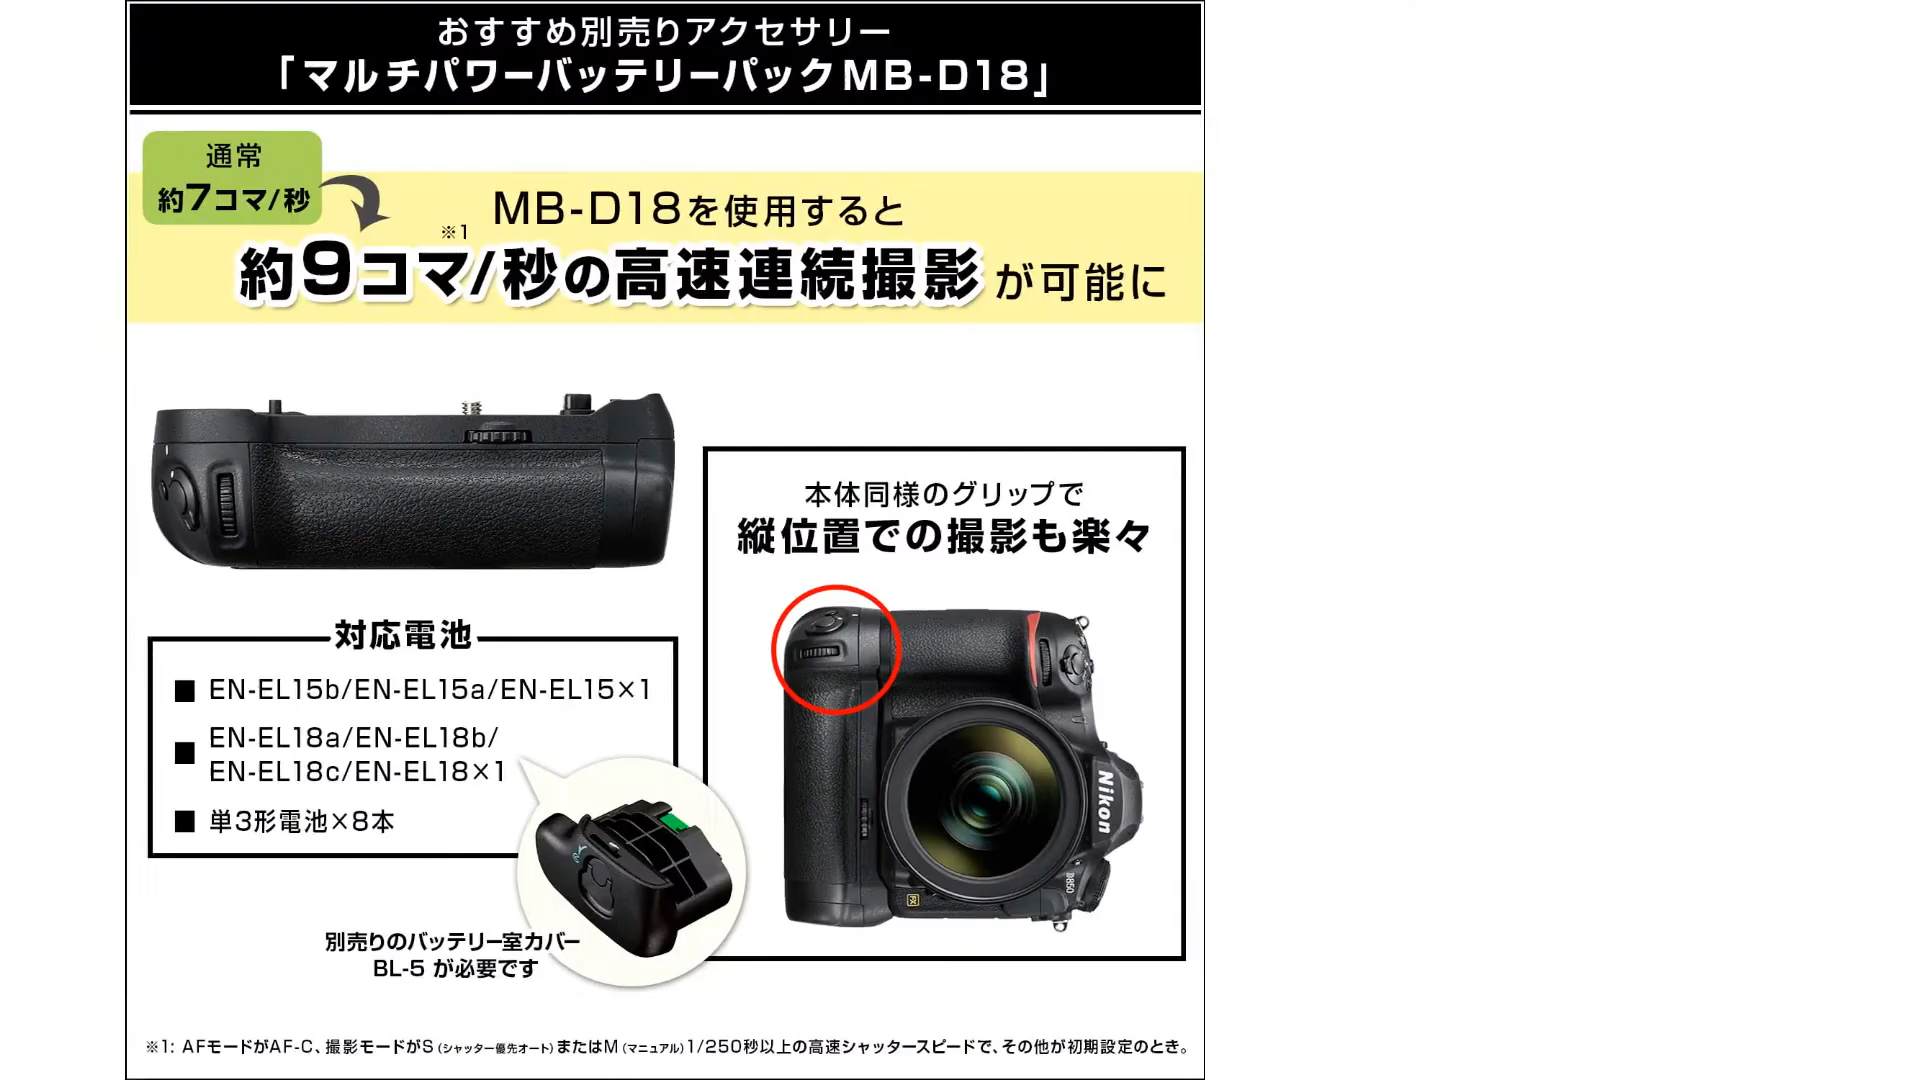 おすすめ別売りアクセサリー
「マルチパワーバッテリーパックMB-D18」
通常
約7コマ/秒
MB-D18を使用すると
※1
約9コマ/秒の高速連続撮影が可能に
本体同様のグリップで
縦位置での撮影も楽々
対応電池
■ EN-EL15b/EN-EL15a/EN-EL15×1
■ EN-EL18a/EN-EL18b/
EN-EL18c/EN-EL18×1
■ 単3形電池×8本
別売りのバッテリー室カバー
BL-5 が必要です
Nikon
D850
FX
※1: AFモードがAF-C、撮影モードがS(シャッター優先オート)またはM(マニュアル)1/250秒以上の高速シャッタースピードで、その他が初期設定のとき。